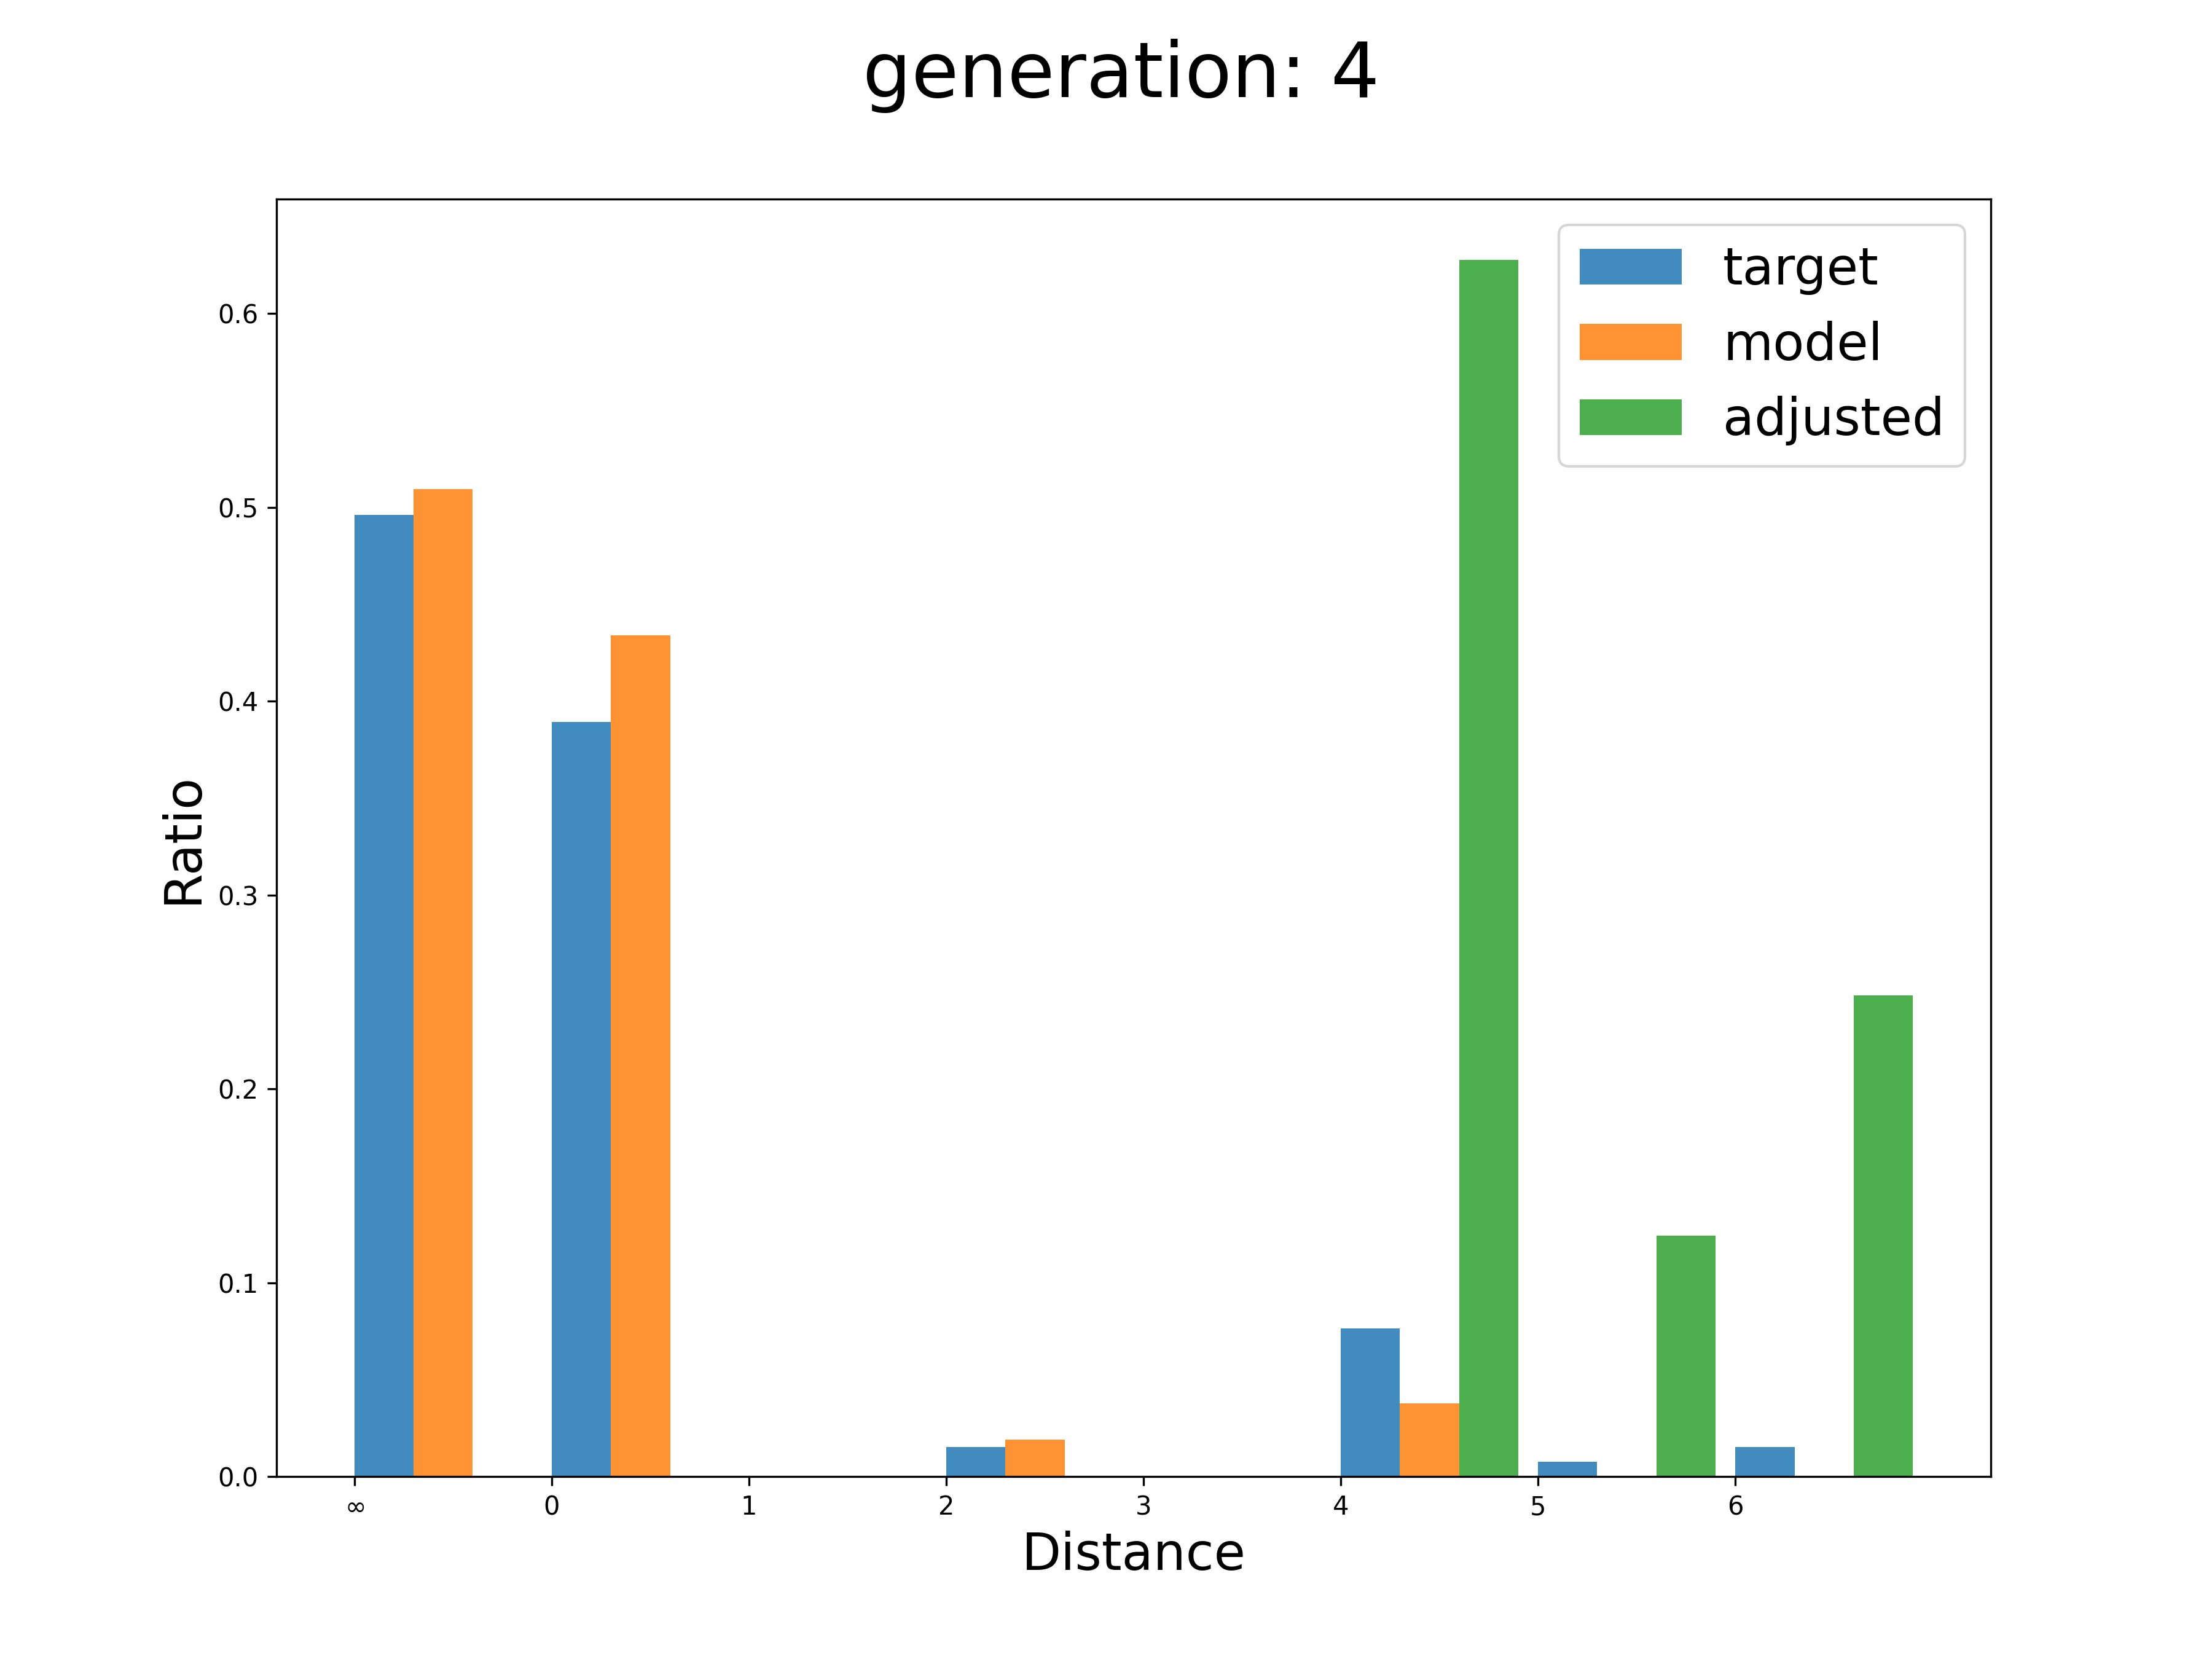 generation: 4
target
model
adjusted
Ratio
0.6
0.5
0.4
0.3
0.2
0.1
0.0
∞ 0 1 2 3 4 5 6
Distance